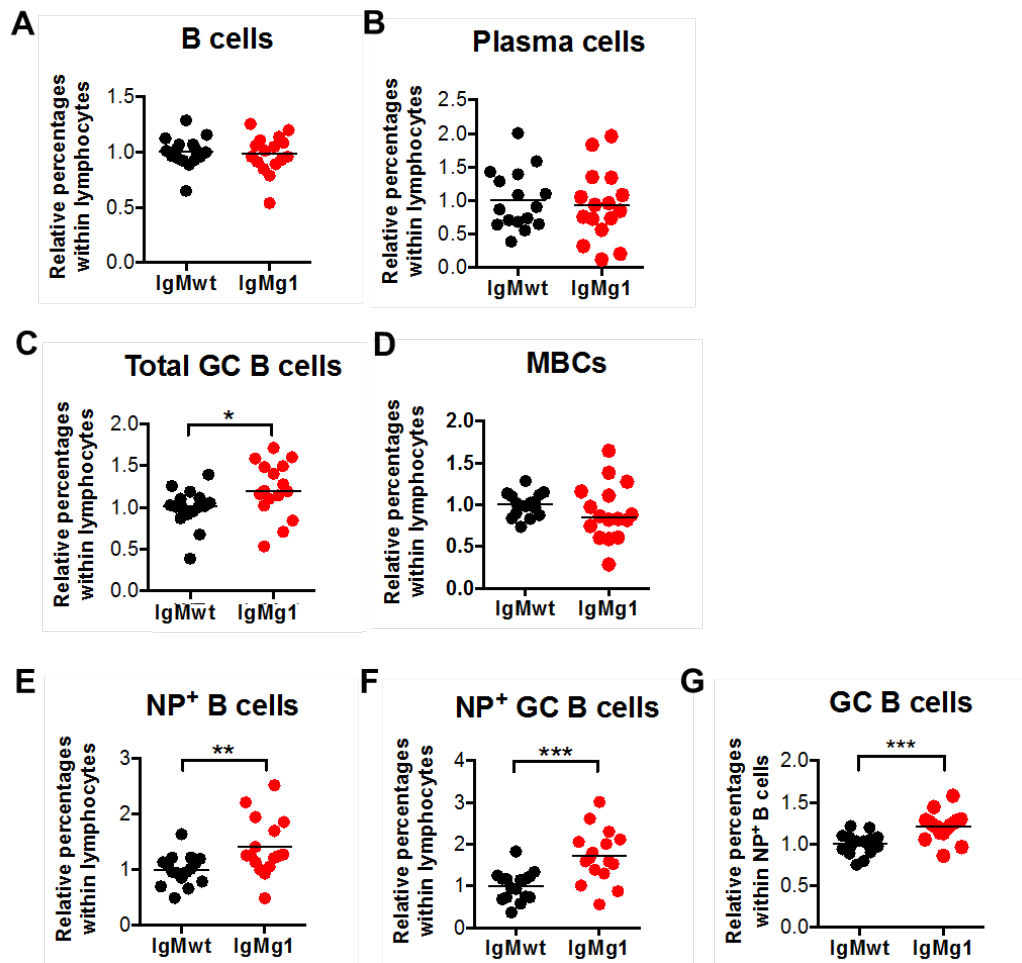 A
B cells
Relative percentages
within lymphocytes
1.5
1.0
0.5
0.0
IgMwt IgMg1
B
Plasma cells
Relative percentages
within lymphocytes
2.5
2.0
1.5
1.0
0.5
0.0
IgMwt IgMg1
C
Total GC B cells
Relative percentages
within lymphocytes
2.0
1.5
1.0
0.5
0.0
*
IgMwt IgMg1
D
MBCs
Relative percentages
within lymphocytes
2.0
1.5
1.0
0.5
0.0
IgMwt IgMg1
E
NP⁺ B cells
Relative percentages
within lymphocytes
3
2
1
0
**
IgMwt IgMg1
F
NP⁺ GC B cells
Relative percentages
within lymphocytes
4
3
2
1
0
***
IgMwt IgMg1
G
GC B cells
Relative percentages
within NP⁺ B cells
2.0
1.5
1.0
0.5
0.0
***
IgMwt IgMg1